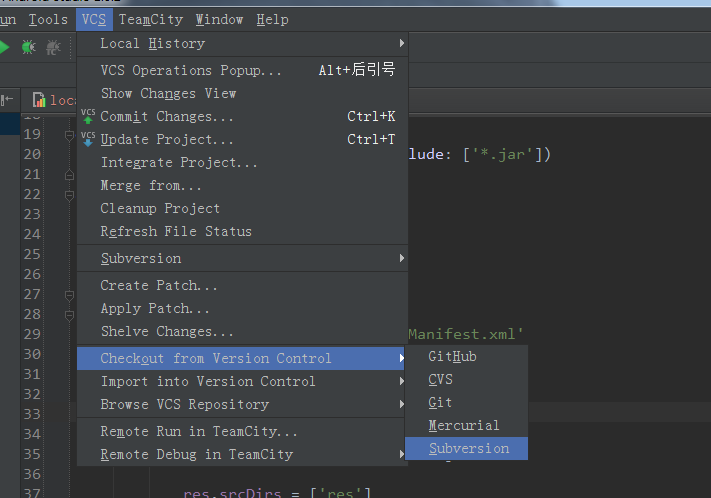 un Tools VCS TeamCity Window Help
Local History
VCS Operations Popup... Alt+后引号
Show Changes View
Commit Changes... Ctrl+K
Update Project... Ctrl+T
Integrate Project...
Merge from...
Cleanup Project
Refresh File Status
Subversion
Create Patch...
Apply Patch...
Shelve Changes...
Checkout from Version Control
Import into Version Control
Browse VCS Repository
Remote Run in TeamCity...
Remote Debug in TeamCity
GitHub
CVS
Git
Mercurial
Subversion
VCS
VCS
loca
19
20 lude: ['*.jar'])
21
22
23
24
25
26
27
28
29 Manifest.xml'
30
31
32
33
34
35
36
37 res.srcDirs = ['res']